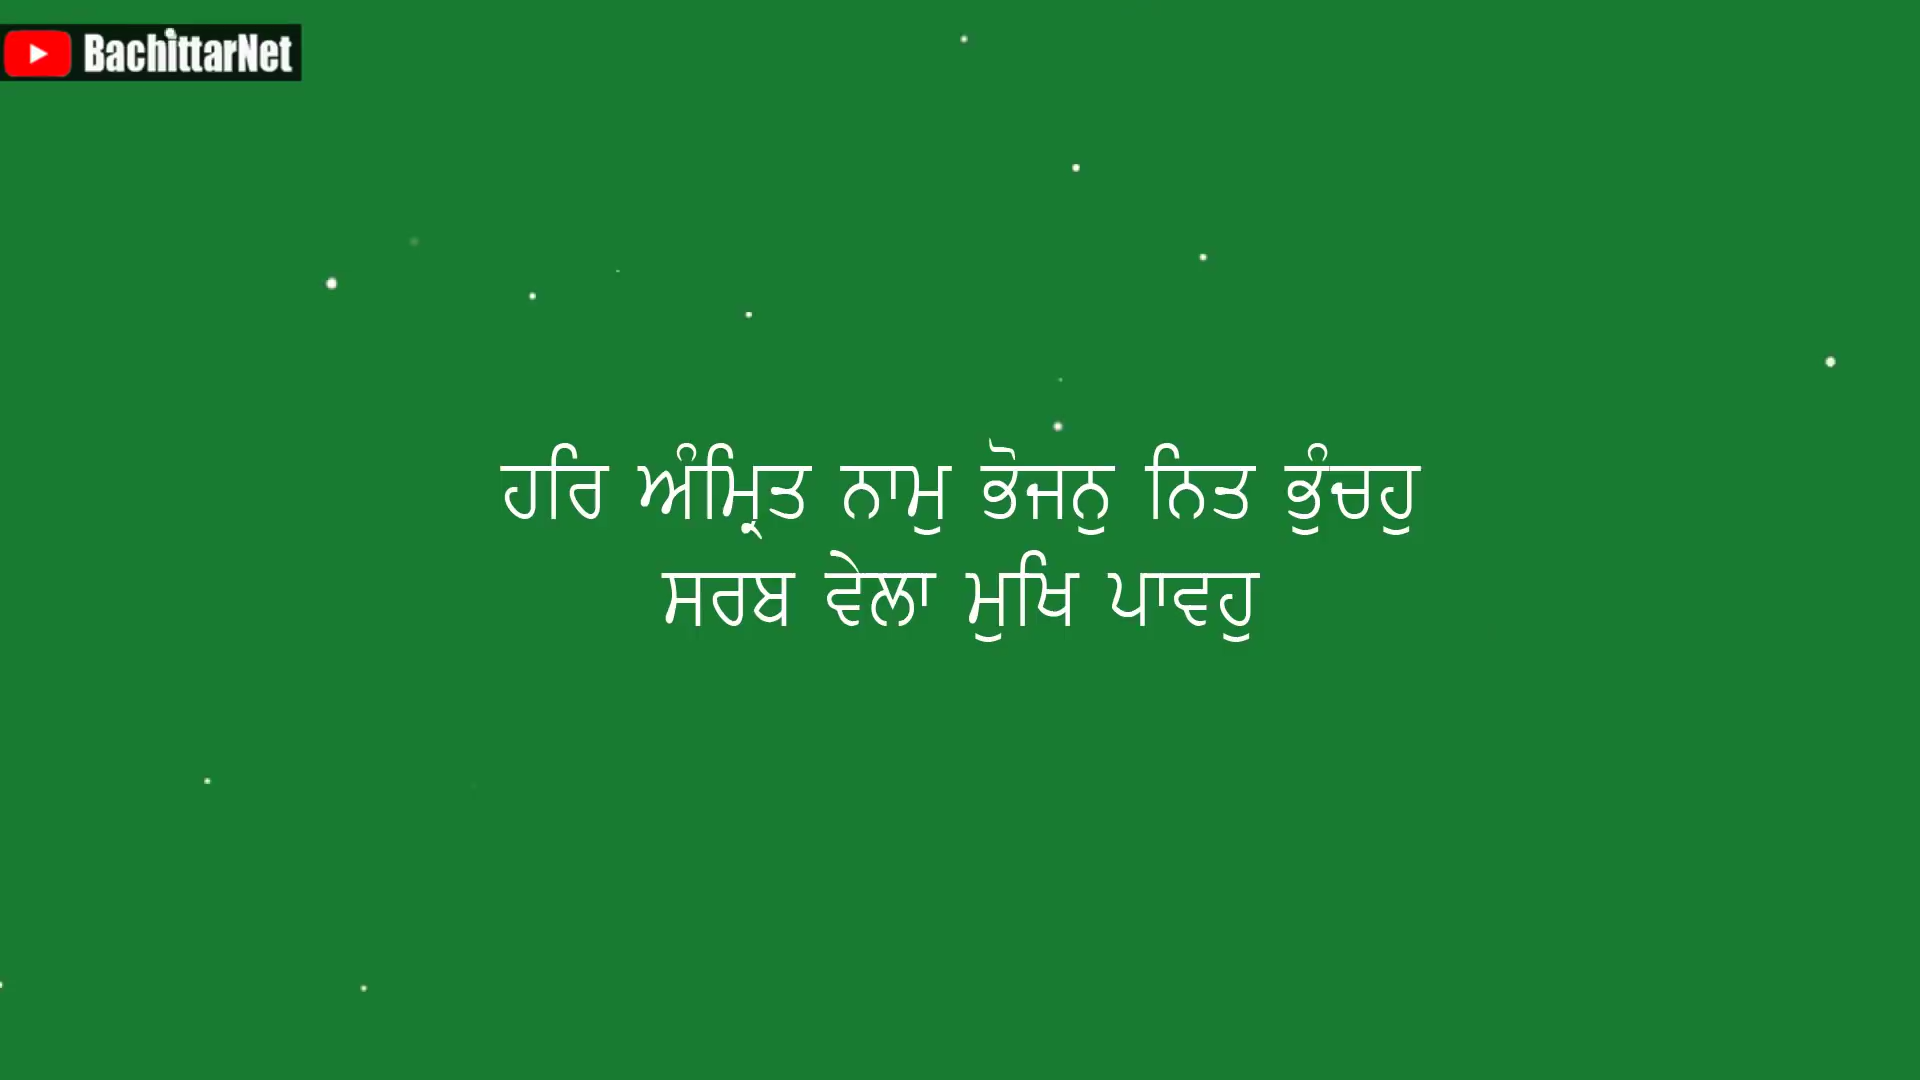 BachittarNet
ਹਰਿ ਅੰਮ੍ਰਿਤ ਨਾਮੁ ਭੋਜਨੁ ਨਿਤ ਭੁੰਚਹੁ
ਸਰਬ ਵੇਲਾ ਮੁਖਿ ਪਾਵਹੁ